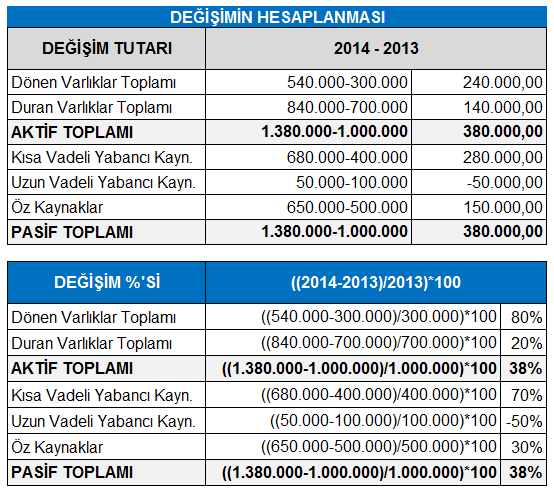 DEĞİŞİMİN HESAPLANMASI
DEĞİŞİM TUTARI 2014 - 2013
Dönen Varlıklar Toplamı 540.000-300.000 240.000,00
Duran Varlıklar Toplamı 840.000-700.000 140.000,00
AKTİF TOPLAMI 1.380.000-1.000.000 380.000,00
Kısa Vadeli Yabancı Kayn. 680.000-400.000 280.000,00
Uzun Vadeli Yabancı Kayn. 50.000-100.000 -50.000,00
Öz Kaynaklar 650.000-500.000 150.000,00
PASİF TOPLAMI 1.380.000-1.000.000 380.000,00
DEĞİŞİM %'Sİ ((2014-2013)/2013)*100
Dönen Varlıklar Toplamı ((540.000-300.000)/300.000)*100 80%
Duran Varlıklar Toplamı ((840.000-700.000)/700.000)*100 20%
AKTİF TOPLAMI ((1.380.000-1.000.000)/1.000.000)*100 38%
Kısa Vadeli Yabancı Kayn. ((680.000-400.000)/400.000)*100 70%
Uzun Vadeli Yabancı Kayn. ((50.000-100.000)/100.000)*100 -50%
Öz Kaynaklar ((650.000-500.000)/500.000)*100 30%
PASİF TOPLAMI ((1.380.000-1.000.000)/1.000.000)*100 38%